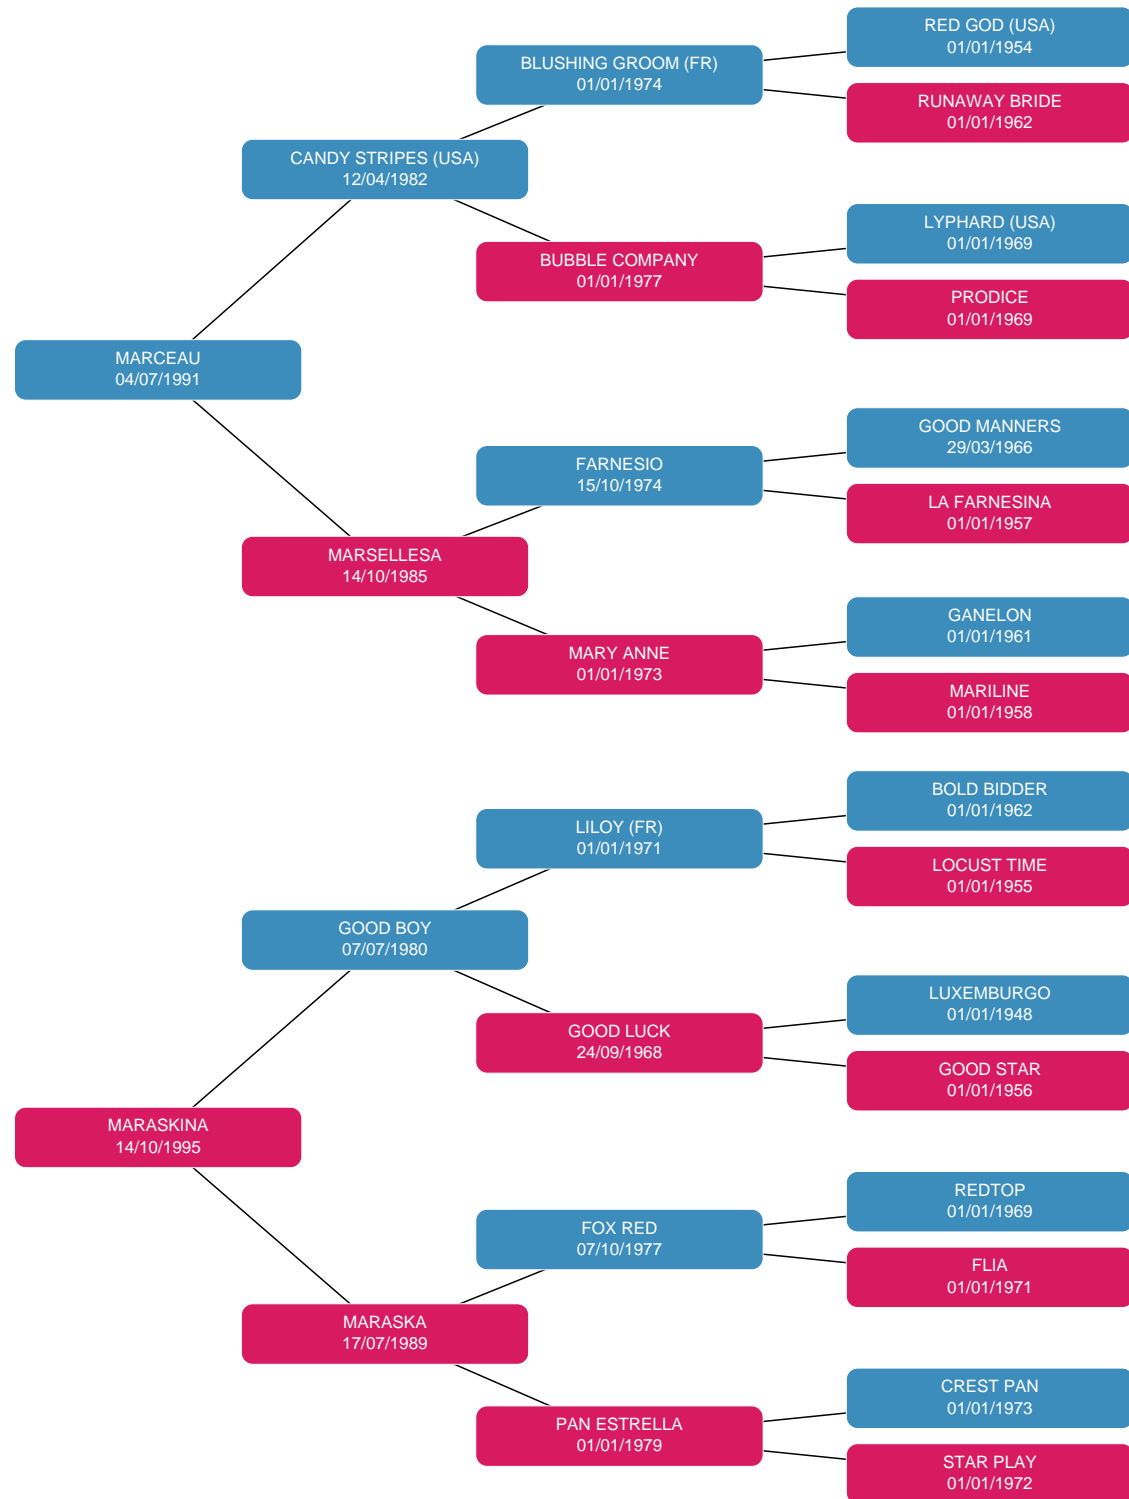 RED GOD (USA)
01/01/1954
BLUSHING GROOM (FR)
01/01/1974
RUNAWAY BRIDE
01/01/1962
CANDY STRIPES (USA)
12/04/1982
LYPHARD (USA)
01/01/1969
BUBBLE COMPANY
01/01/1977
PRODICE
01/01/1969
MARCEAU
04/07/1991
GOOD MANNERS
29/03/1966
FARNESIO
15/10/1974
LA FARNESINA
01/01/1957
MARSELLESA
14/10/1985
GANELON
01/01/1961
MARY ANNE
01/01/1973
MARILINE
01/01/1958
BOLD BIDDER
01/01/1962
LILOY (FR)
01/01/1971
LOCUST TIME
01/01/1955
GOOD BOY
07/07/1980
LUXEMBURGO
01/01/1948
GOOD LUCK
24/09/1968
GOOD STAR
01/01/1956
MARASKINA
14/10/1995
REDTOP
01/01/1969
FOX RED
07/10/1977
FLIA
01/01/1971
MARASKA
17/07/1989
CREST PAN
01/01/1973
PAN ESTRELLA
01/01/1979
STAR PLAY
01/01/1972